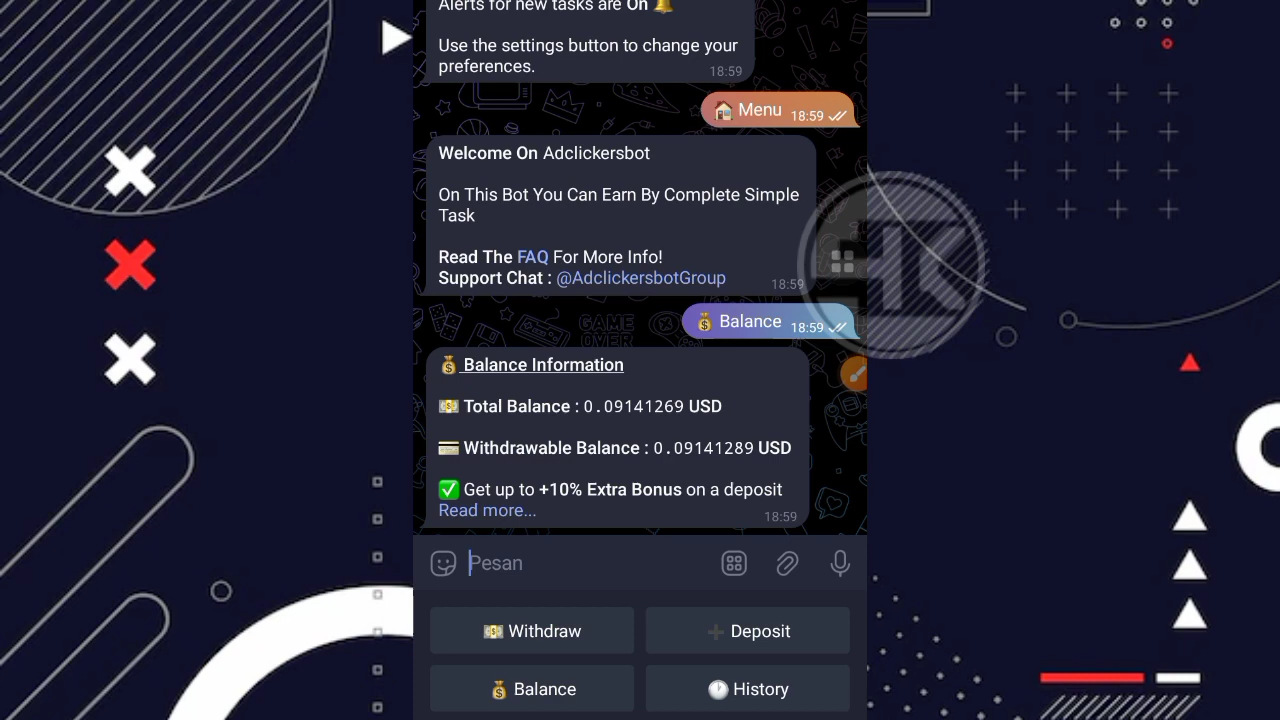 Alerts for new tasks are On 🔔
Use the settings button to change your
preferences.
18:59
🏠 Menu 18:59
Welcome On Adclickersbot
On This Bot You Can Earn By Complete Simple
Task
Read The FAQ For More Info!
Support Chat : @AdclickersbotGroup
18:59
GAME
OVER
💰 Balance 18:59
💰 Balance Information
💵 Total Balance : 0.09141269 USD
💳 Withdrawable Balance : 0.09141289 USD
✅ Get up to +10% Extra Bonus on a deposit
Read more...
18:59
Pesan
💵 Withdraw
➕ Deposit
💰 Balance
🕐 History